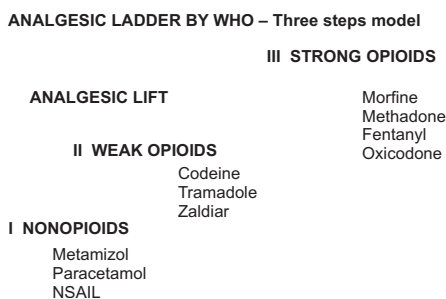 ANALGESIC LADDER BY WHO – Three steps model
III STRONG OPIOIDS
ANALGESIC LIFT
Morfine
Methadone
Fentanyl
Oxicodone
II WEAK OPIOIDS
Codeine
Tramadole
Zaldiar
I NONOPIOIDS
Metamizol
Paracetamol
NSAIL